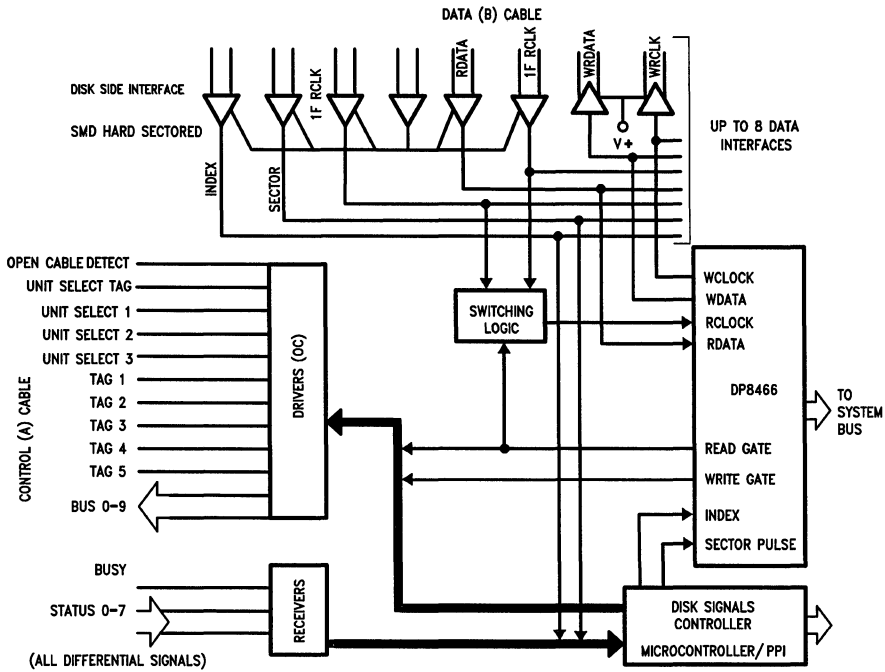 DATA (B) CABLE
DISK SIDE INTERFACE
SMD HARD SECTORED
1F RCLK
RDATA
1F RCLK
WRDATA
WRCLK
V+
UP TO 8 DATA
INTERFACES
INDEX
SECTOR
OPEN CABLE DETECT
UNIT SELECT TAG
UNIT SELECT 1
UNIT SELECT 2
UNIT SELECT 3
TAG 1
TAG 2
TAG 3
TAG 4
TAG 5
BUS 0-9
CONTROL (A) CABLE
DRIVERS (OC)
SWITCHING
LOGIC
WCLOCK
WDATA
RCLOCK
RDATA
DP8466
READ GATE
WRITE GATE
INDEX
SECTOR PULSE
TO
SYSTEM
BUS
BUSY
STATUS 0-7
(ALL DIFFERENTIAL SIGNALS)
RECEIVERS
DISK SIGNALS
CONTROLLER
MICROCONTROLLER/PPI